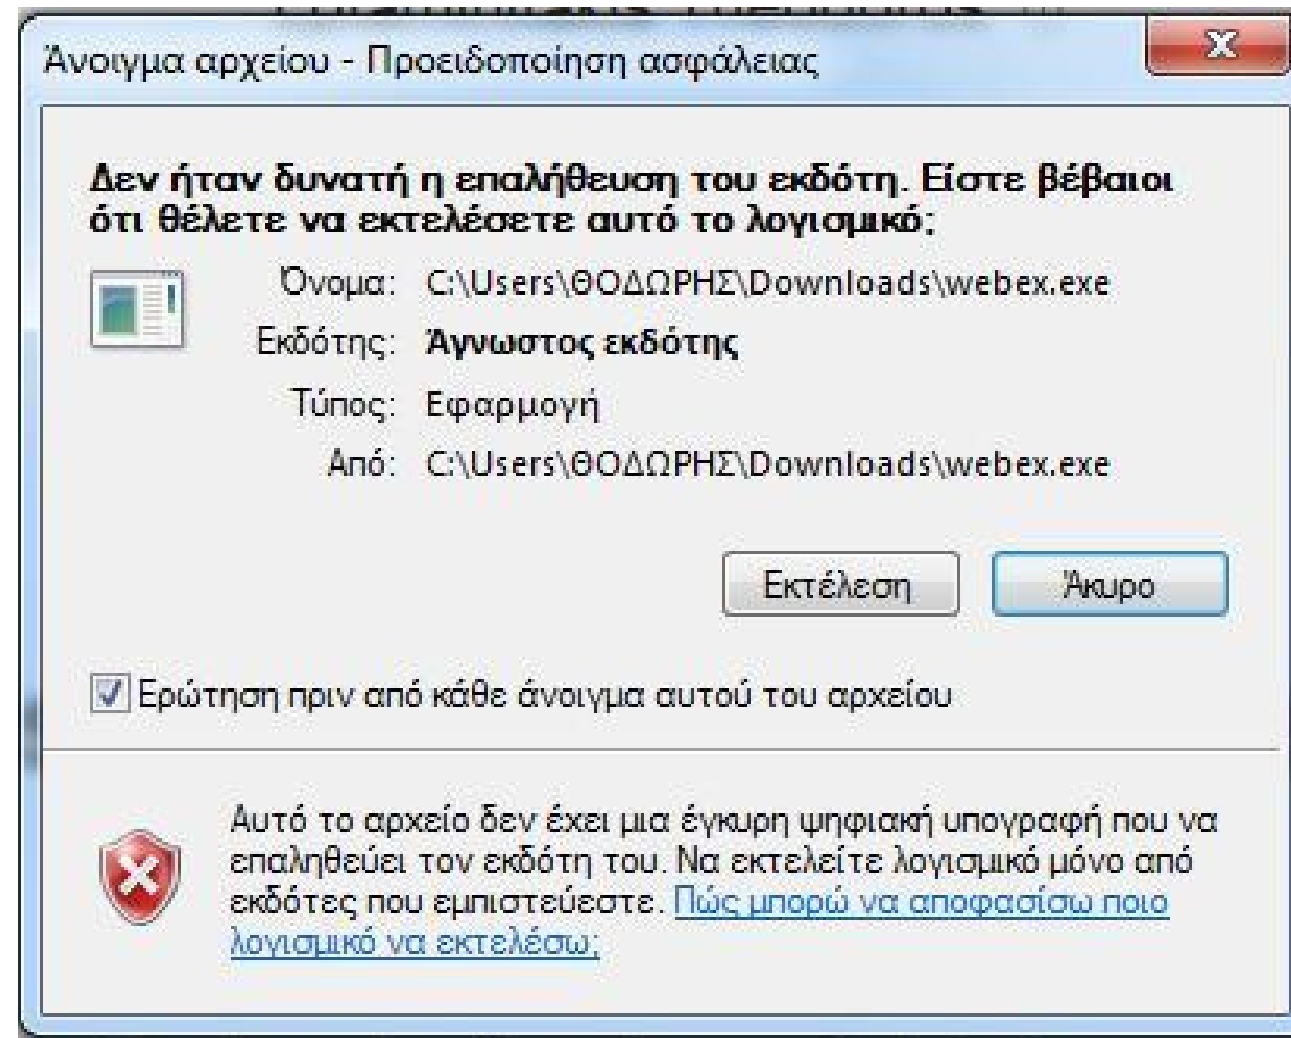 Άνοιγμα αρχείου - Προειδοποίηση ασφάλειας
Δεν ήταν δυνατή η επαλήθευση του εκδότη. Είστε βέβαιοι
ότι θέλετε να εκτελέσετε αυτό το λογισμικό;
Όνομα: C:\Users\ΘΟΔΩΡΗΣ\Downloads\webex.exe
Εκδότης: Άγνωστος εκδότης
Τύπος: Εφαρμογή
Από: C:\Users\ΘΟΔΩΡΗΣ\Downloads\webex.exe
Εκτέλεση Άκυρο
Ερώτηση πριν από κάθε άνοιγμα αυτού του αρχείου
Αυτό το αρχείο δεν έχει μια έγκυρη ψηφιακή υπογραφή που να
επαληθεύει τον εκδότη του. Να εκτελείτε λογισμικό μόνο από
εκδότες που εμπιστεύεστε. Πώς μπορώ να αποφασίσω ποιο
λογισμικό να εκτελέσω;